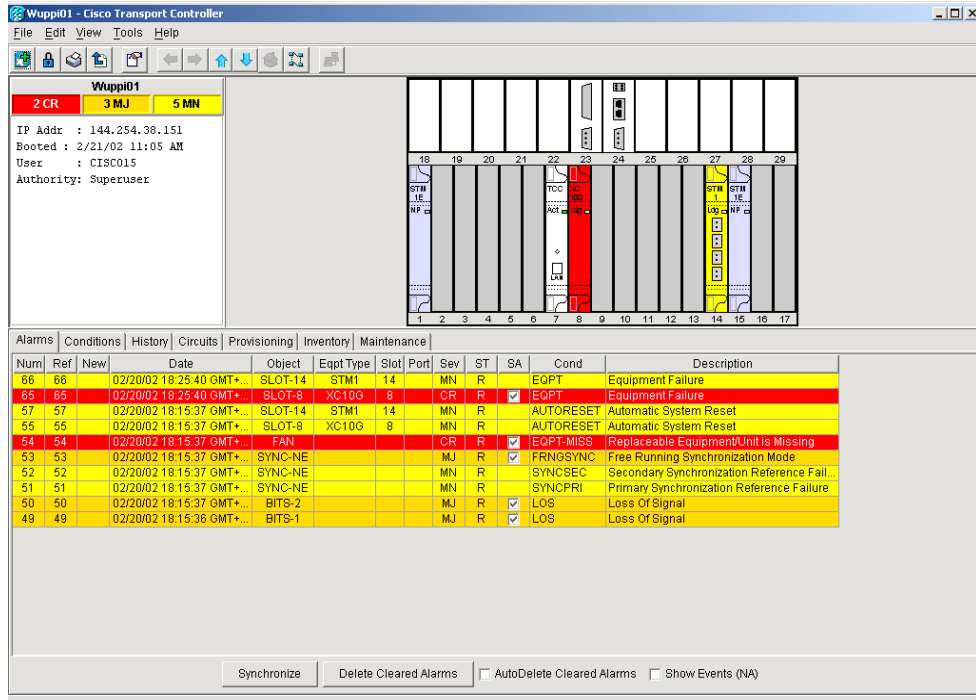 Wuppi01 - Cisco Transport Controller
File Edit View Tools Help
Wuppi01
2 CR 3 MJ 5 MN
IP Addr : 144.254.38.151
Booted : 2/21/02 11:05 AM
User : CISCO15
Authority: Superuser
18 19 20 21 22 23 24 25 26 27 28 29
STM 1E NP
TCC Act LAN
XC 10G Ldg
STM 1 Ldg
STM 1E NP
1 2 3 4 5 6 7 8 9 10 11 12 13 14 15 16 17
Alarms Conditions History Circuits Provisioning Inventory Maintenance
Num Ref New Date Object Eqpt Type Slot Port Sev ST SA Cond Description
66 66 02/20/02 18:25:40 GMT+... SLOT-14 STM1 14 MN R EQPT Equipment Failure
65 65 02/20/02 18:25:40 GMT+... SLOT-8 XC10G 8 CR R EQPT Equipment Failure
57 57 02/20/02 18:15:37 GMT+... SLOT-14 STM1 14 MN R AUTORESET Automatic System Reset
55 55 02/20/02 18:15:37 GMT+... SLOT-8 XC10G 8 MN R AUTORESET Automatic System Reset
54 54 02/20/02 18:15:37 GMT+... FAN CR R EQPT-MISS Replaceable Equipment/Unit is Missing
53 53 02/20/02 18:15:37 GMT+... SYNC-NE MJ R FRNGSYNC Free Running Synchronization Mode
52 52 02/20/02 18:15:37 GMT+... SYNC-NE MN R SYNCSEC Secondary Synchronization Reference Fail...
51 51 02/20/02 18:15:37 GMT+... SYNC-NE MN R SYNCPRI Primary Synchronization Reference Failure
50 50 02/20/02 18:15:37 GMT+... BITS-2 MJ R LOS Loss Of Signal
49 49 02/20/02 18:15:36 GMT+... BITS-1 MJ R LOS Loss Of Signal
Synchronize Delete Cleared Alarms AutoDelete Cleared Alarms Show Events (NA)